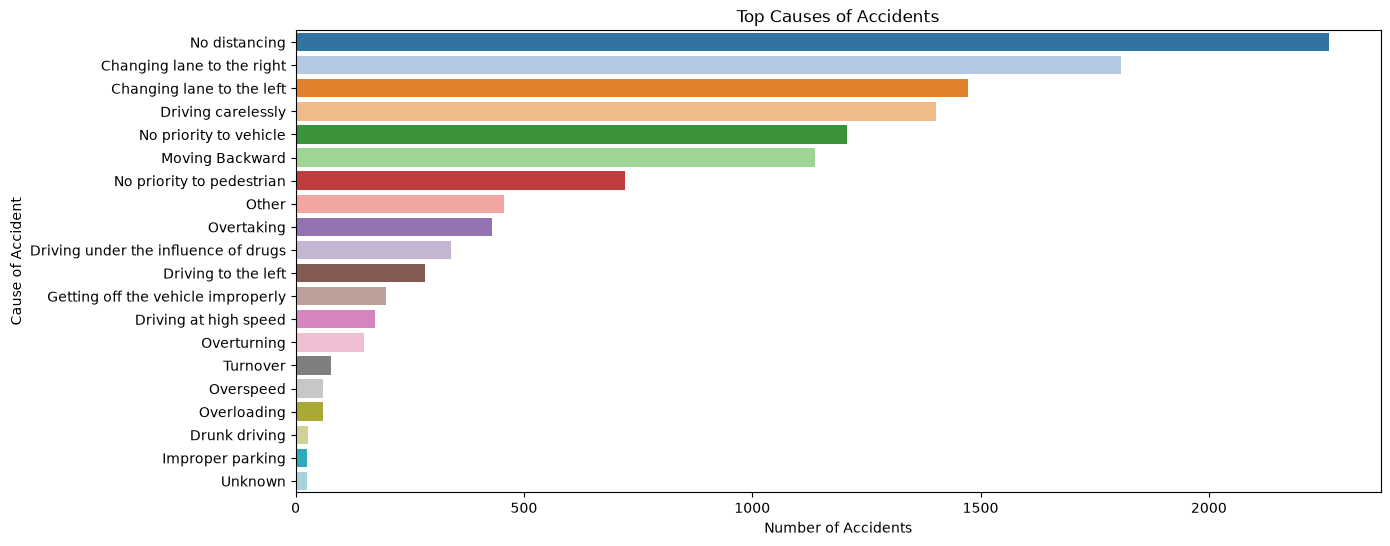 Top Causes of Accidents
Cause of Accident
No distancing
Changing lane to the right
Changing lane to the left
Driving carelessly
No priority to vehicle
Moving Backward
No priority to pedestrian
Other
Overtaking
Driving under the influence of drugs
Driving to the left
Getting off the vehicle improperly
Driving at high speed
Overturning
Turnover
Overspeed
Overloading
Drunk driving
Improper parking
Unknown
0 500 1000 1500 2000
Number of Accidents